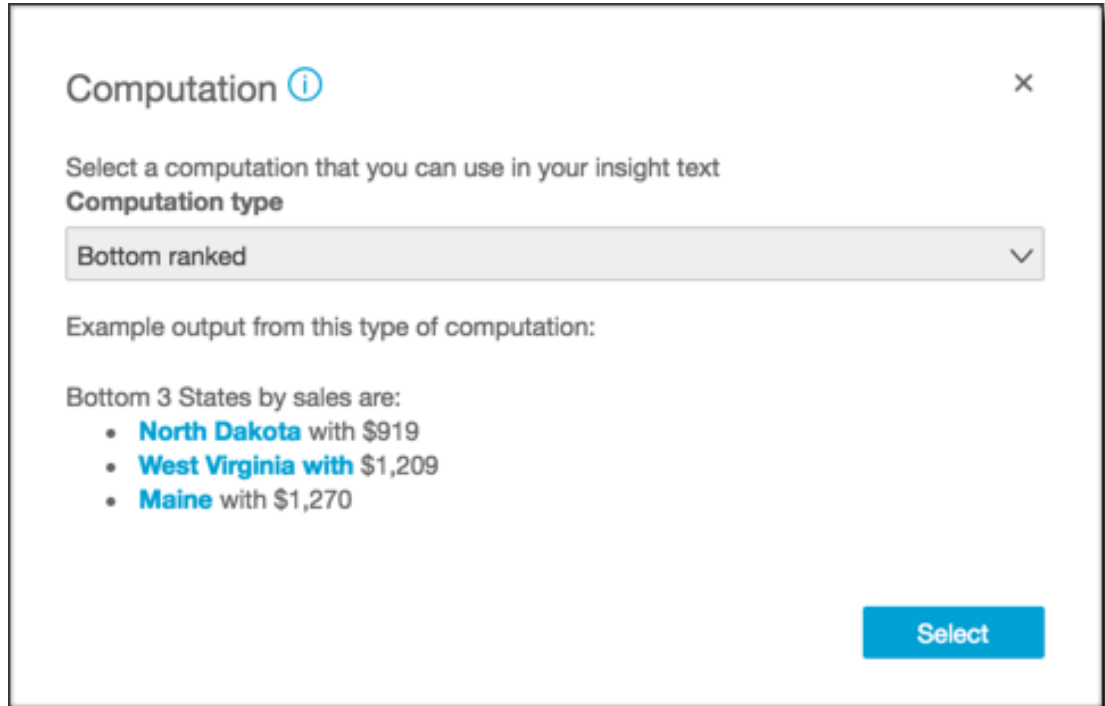 Computation ⓘ ×
Select a computation that you can use in your insight text
Computation type
Bottom ranked
Example output from this type of computation:
Bottom 3 States by sales are:
• North Dakota with $919
• West Virginia with $1,209
• Maine with $1,270
Select